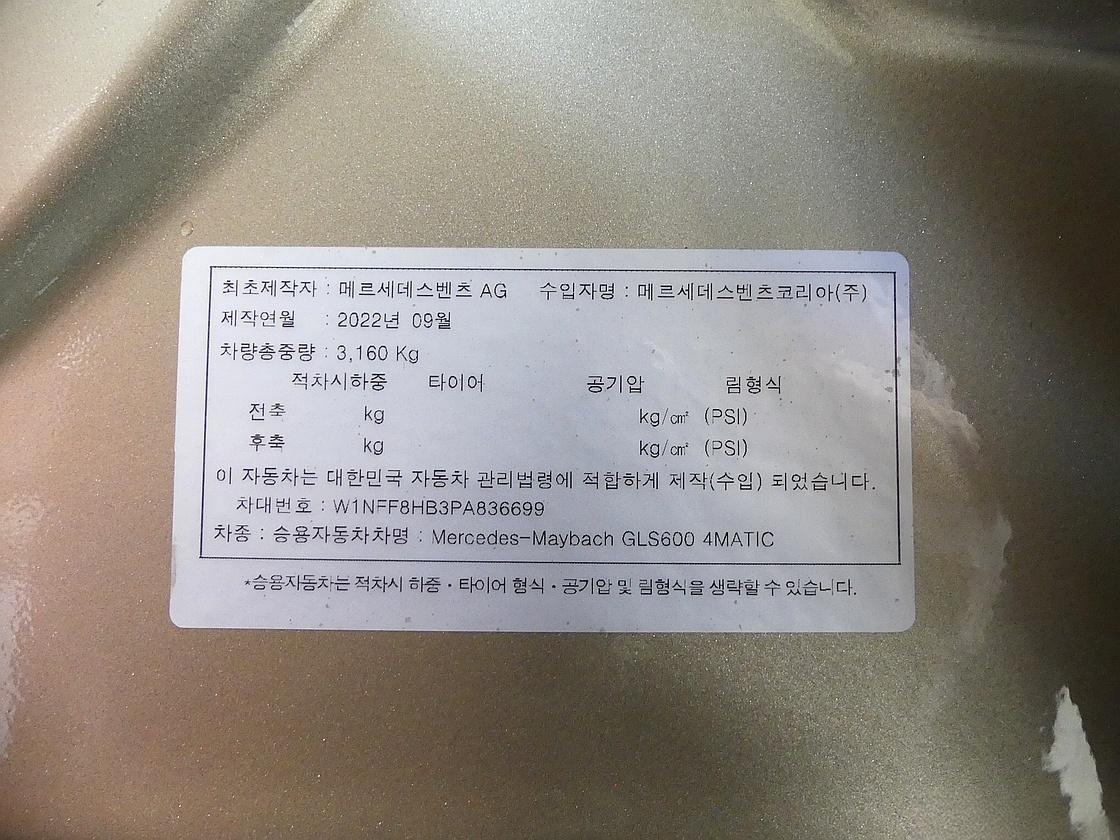 최초제작자 : 메르세데스벤츠 AG 수입자명 : 메르세데스벤츠코리아(주)
제작연월 : 2022년 09월
차량총중량 : 3,160 Kg
적차시하중 타이어 공기압 림형식
전축 kg kg/㎠ (PSI)
후축 kg kg/㎠ (PSI)
이 자동차는 대한민국 자동차 관리법령에 적합하게 제작(수입) 되었습니다.
차대번호 : W1NFF8HB3PA836699
차종 : 승용자동차차명 : Mercedes-Maybach GLS600 4MATIC
*승용자동차는 적차시 하중·타이어 형식·공기압 및 림형식을 생략할 수 있습니다.